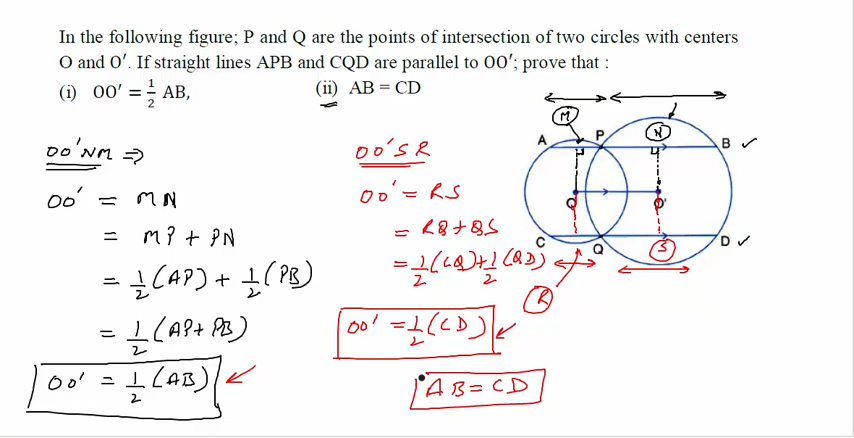 In the following figure; P and Q are the points of intersection of two circles with centers
O and O′. If straight lines APB and CQD are parallel to OO′; prove that :
(i) OO′ = 1/2 AB, (ii) AB = CD
OO'NM ⇒
OO' = MN
= MP + PN
= 1/2 (AP) + 1/2 (PB)
= 1/2 (AP + PB)
OO' = 1/2 (AB)
OO'SR
OO' = RS
= RQ + QS
= 1/2 (CQ) + 1/2 (QD)
OO' = 1/2 (CD)
AB = CD
M
N
A P B ✓
O O'
C Q D ✓
S
R